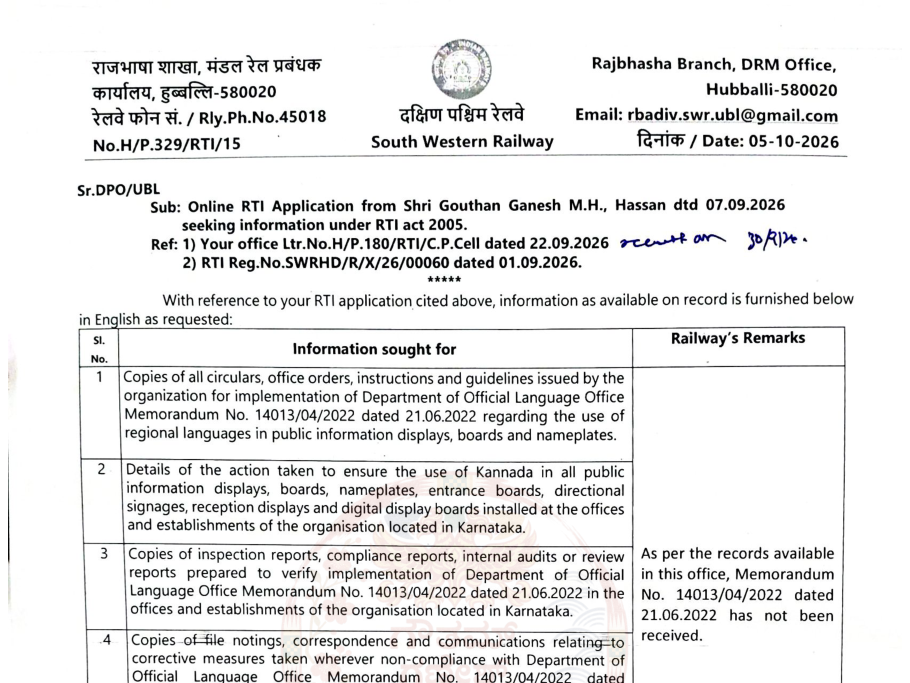 राजभाषा शाखा, मंडल रेल प्रबंधक
कार्यालय, हुब्बल्लि-580020
रेलवे फोन सं. / Rly.Ph.No.45018
No.H/P.329/RTI/15
दक्षिण पश्चिम रेलवे
South Western Railway
Rajbhasha Branch, DRM Office,
Hubballi-580020
Email: rbadiv.swr.ubl@gmail.com
दिनांक / Date: 05-10-2026
Sr.DPO/UBL
Sub: Online RTI Application from Shri Gouthan Ganesh M.H., Hassan dtd 07.09.2026
seeking information under RTI act 2005.
Ref: 1) Your office Ltr.No.H/P.180/RTI/C.P.Cell dated 22.09.2026
2) RTI Reg.No.SWRHD/R/X/26/00060 dated 01.09.2026.
*****
With reference to your RTI application cited above, information as available on record is furnished below
in English as requested:
Sl.
No.
Information sought for
Railway's Remarks
1
Copies of all circulars, office orders, instructions and guidelines issued by the
organization for implementation of Department of Official Language Office
Memorandum No. 14013/04/2022 dated 21.06.2022 regarding the use of
regional languages in public information displays, boards and nameplates.
2
Details of the action taken to ensure the use of Kannada in all public
information displays, boards, nameplates, entrance boards, directional
signages, reception displays and digital display boards installed at the offices
and establishments of the organisation located in Karnataka.
3
Copies of inspection reports, compliance reports, internal audits or review
reports prepared to verify implementation of Department of Official
Language Office Memorandum No. 14013/04/2022 dated 21.06.2022 in the
offices and establishments of the organisation located in Karnataka.
4
Copies of file notings, correspondence and communications relating to
corrective measures taken wherever non-compliance with Department of
Official Language Office Memorandum No. 14013/04/2022 dated
As per the records available
in this office, Memorandum
No. 14013/04/2022 dated
21.06.2022 has not been
received.